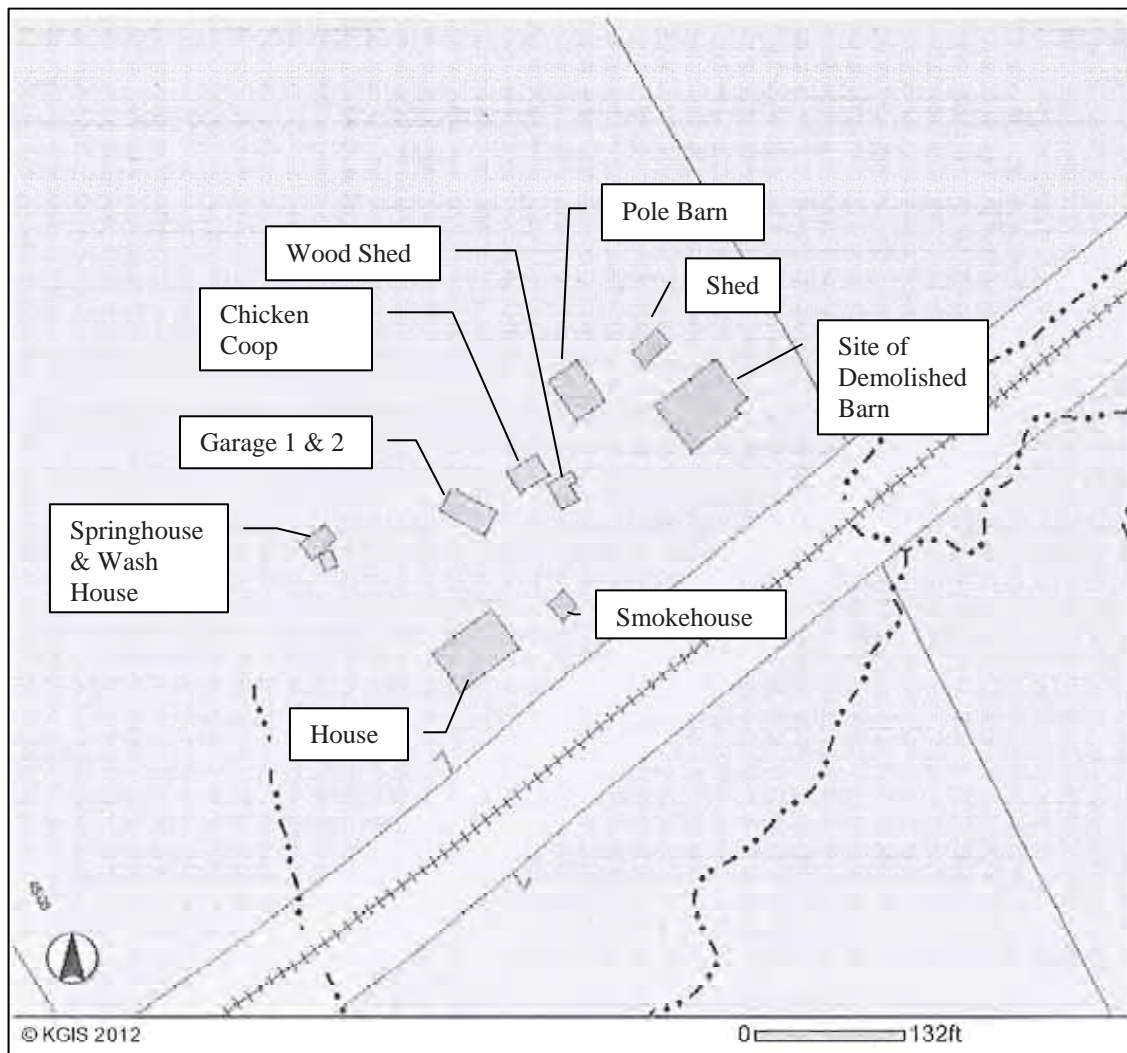 Pole Barn
Wood Shed
Shed
Chicken
Coop
Site of
Demolished
Barn
Garage 1 & 2
Springhouse
& Wash
House
Smokehouse
House
© KGIS 2012
0
132ft